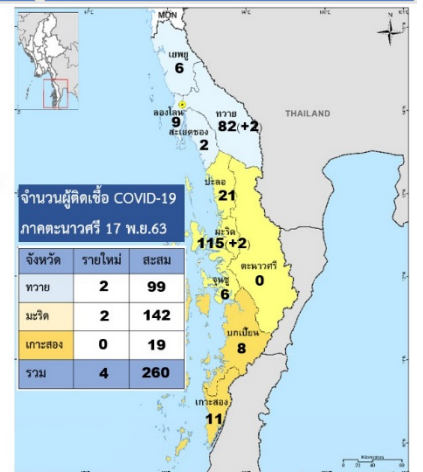 MON
N
เยพยู
6
ทวาย
82(+2)
THAILAND
ลองโลน
9
สะเยดชอง
2
ปะลอ
21
จำนวนผู้ติดเชื้อ COVID-19
ภาคตะนาวศรี 17 พ.ย.63
มะริด
115(+2)
ตะนาวศรี
0
จังหวัด รายใหม่ สะสม
ทวาย 2 99
มะริด 2 142
เกาะสอง 0 19
รวม 4 260
จุนซู
6
บกเปี้ยน
8
เกาะสอง
11
Kilometers